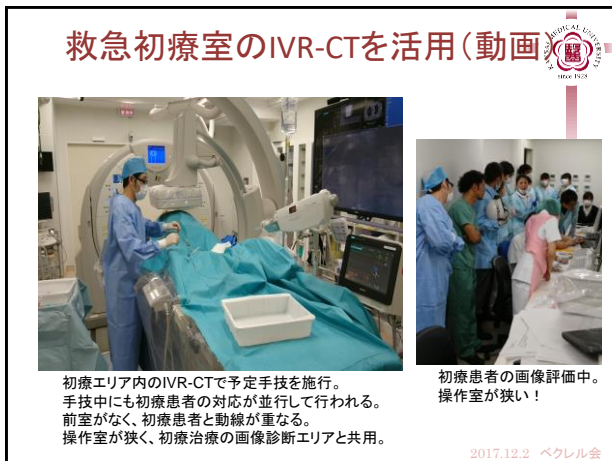 救急初療室のIVR-CTを活用(動画)
KANSAI MEDICAL UNIVERSITY
since 1928
初療エリア内のIVR-CTで予定手技を施行。
手技中にも初療患者の対応が並行して行われる。
前室がなく、初療患者と動線が重なる。
操作室が狭く、初療治療の画像診断エリアと共用。
初療患者の画像評価中。
操作室が狭い！
2017.12.2 ベクレル会